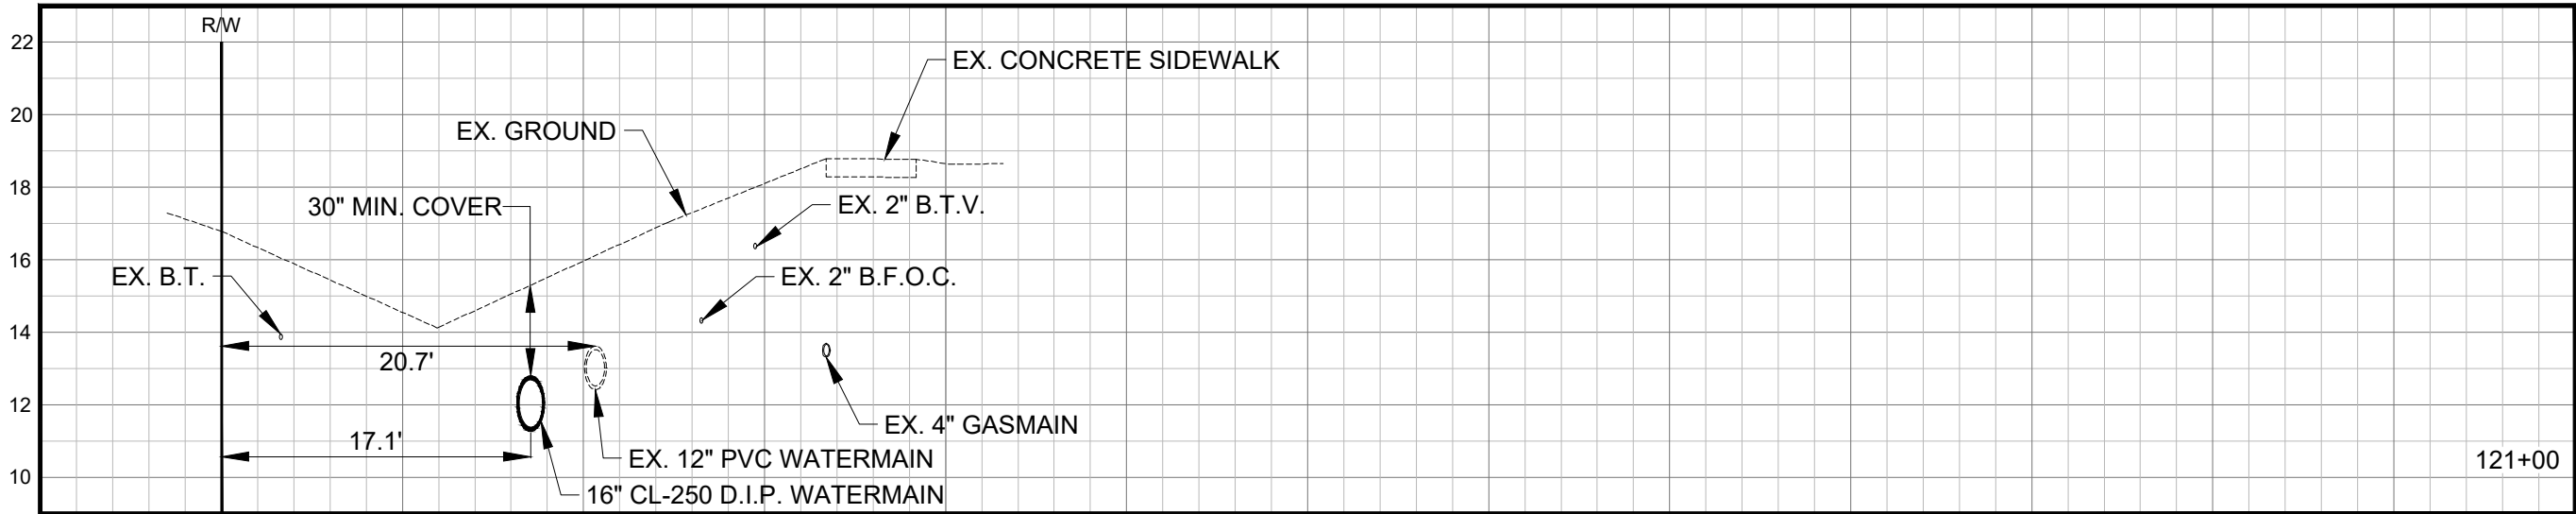 R/W
22
EX. CONCRETE SIDEWALK
20
EX. GROUND
18
30" MIN. COVER
EX. 2" B.T.V.
16
EX. B.T.
EX. 2" B.F.O.C.
14
20.7'
12
EX. 4" GASMAIN
17.1'
EX. 12" PVC WATERMAIN
121+00
10
16" CL-250 D.I.P. WATERMAIN